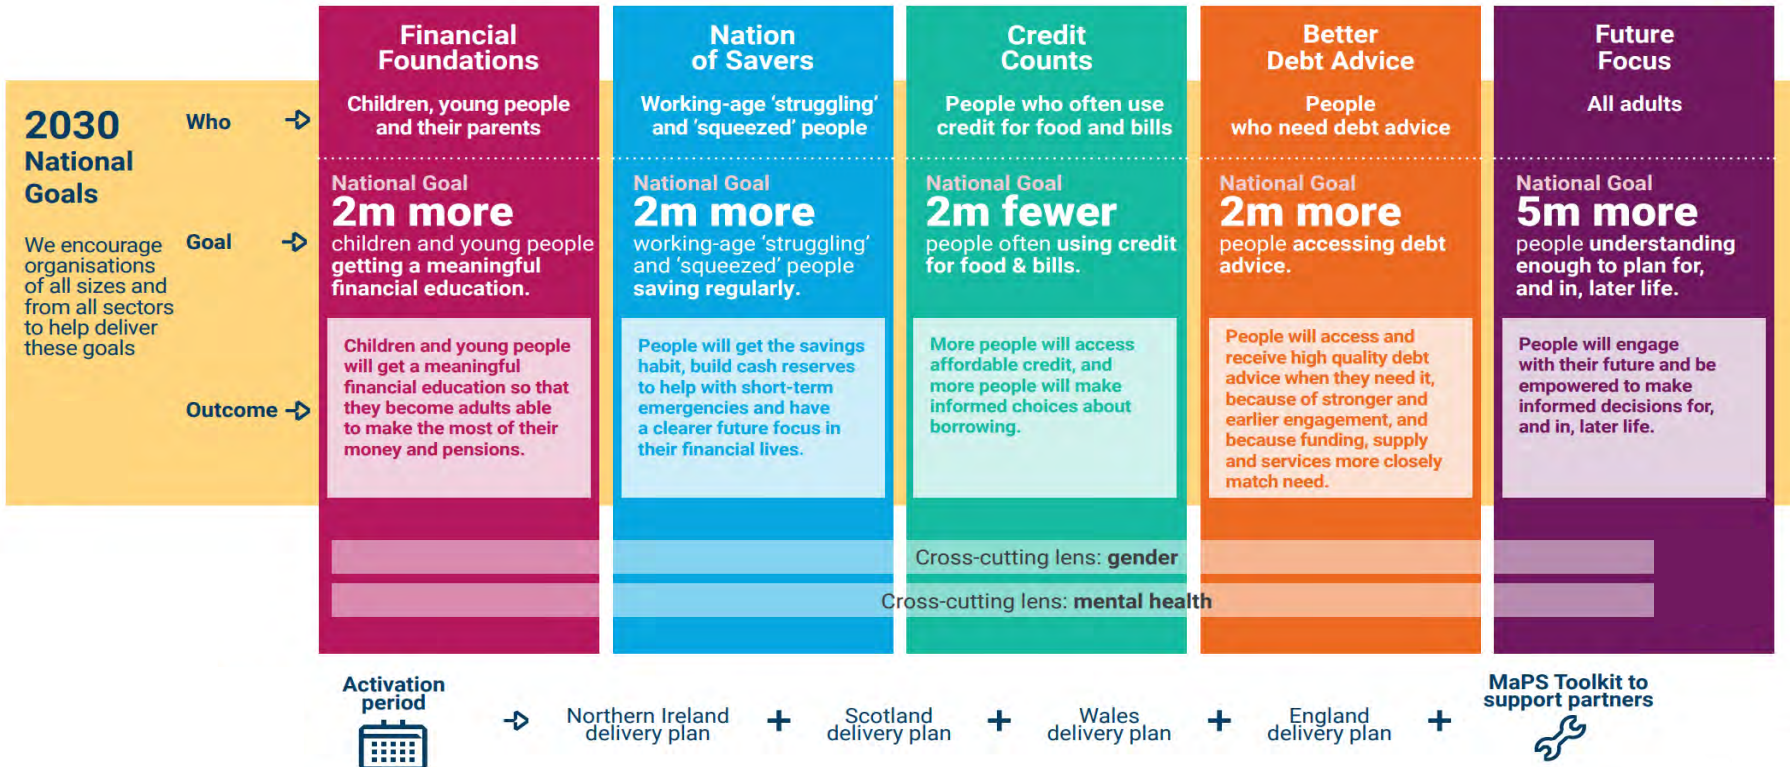 2030
National
Goals
We encourage
organisations
of all sizes and
from all sectors
to help deliver
these goals
Who
Goal
Outcome
Financial
Foundations
Children, young people
and their parents
National Goal
2m more
children and young people
getting a meaningful
financial education.
Children and young people
will get a meaningful
financial education so that
they become adults able
to make the most of their
money and pensions.
Nation
of Savers
Working-age ‘struggling’
and ‘squeezed’ people
National Goal
2m more
working-age ‘struggling’
and ‘squeezed’ people
saving regularly.
People will get the savings
habit, build cash reserves
to help with short-term
emergencies and have
a clearer future focus in
their financial lives.
Credit
Counts
People who often use
credit for food and bills
National Goal
2m fewer
people often using credit
for food & bills.
More people will access
affordable credit, and
more people will make
informed choices about
borrowing.
Better
Debt Advice
People
who need debt advice
National Goal
2m more
people accessing debt
advice.
People will access and
receive high quality debt
advice when they need it,
because of stronger and
earlier engagement, and
because funding, supply
and services more closely
match need.
Future
Focus
All adults
National Goal
5m more
people understanding
enough to plan for,
and in, later life.
People will engage
with their future and be
empowered to make
informed decisions for,
and in, later life.
Cross-cutting lens: gender
Cross-cutting lens: mental health
Activation
period
Northern Ireland
delivery plan
+
Scotland
delivery plan
+
Wales
delivery plan
+
England
delivery plan
+
MaPS Toolkit to
support partners